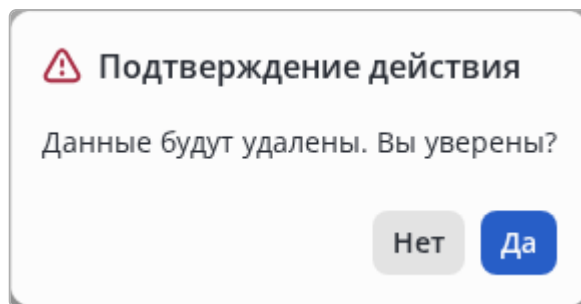 Подтверждение действия
Данные будут удалены. Вы уверены?
Нет Да